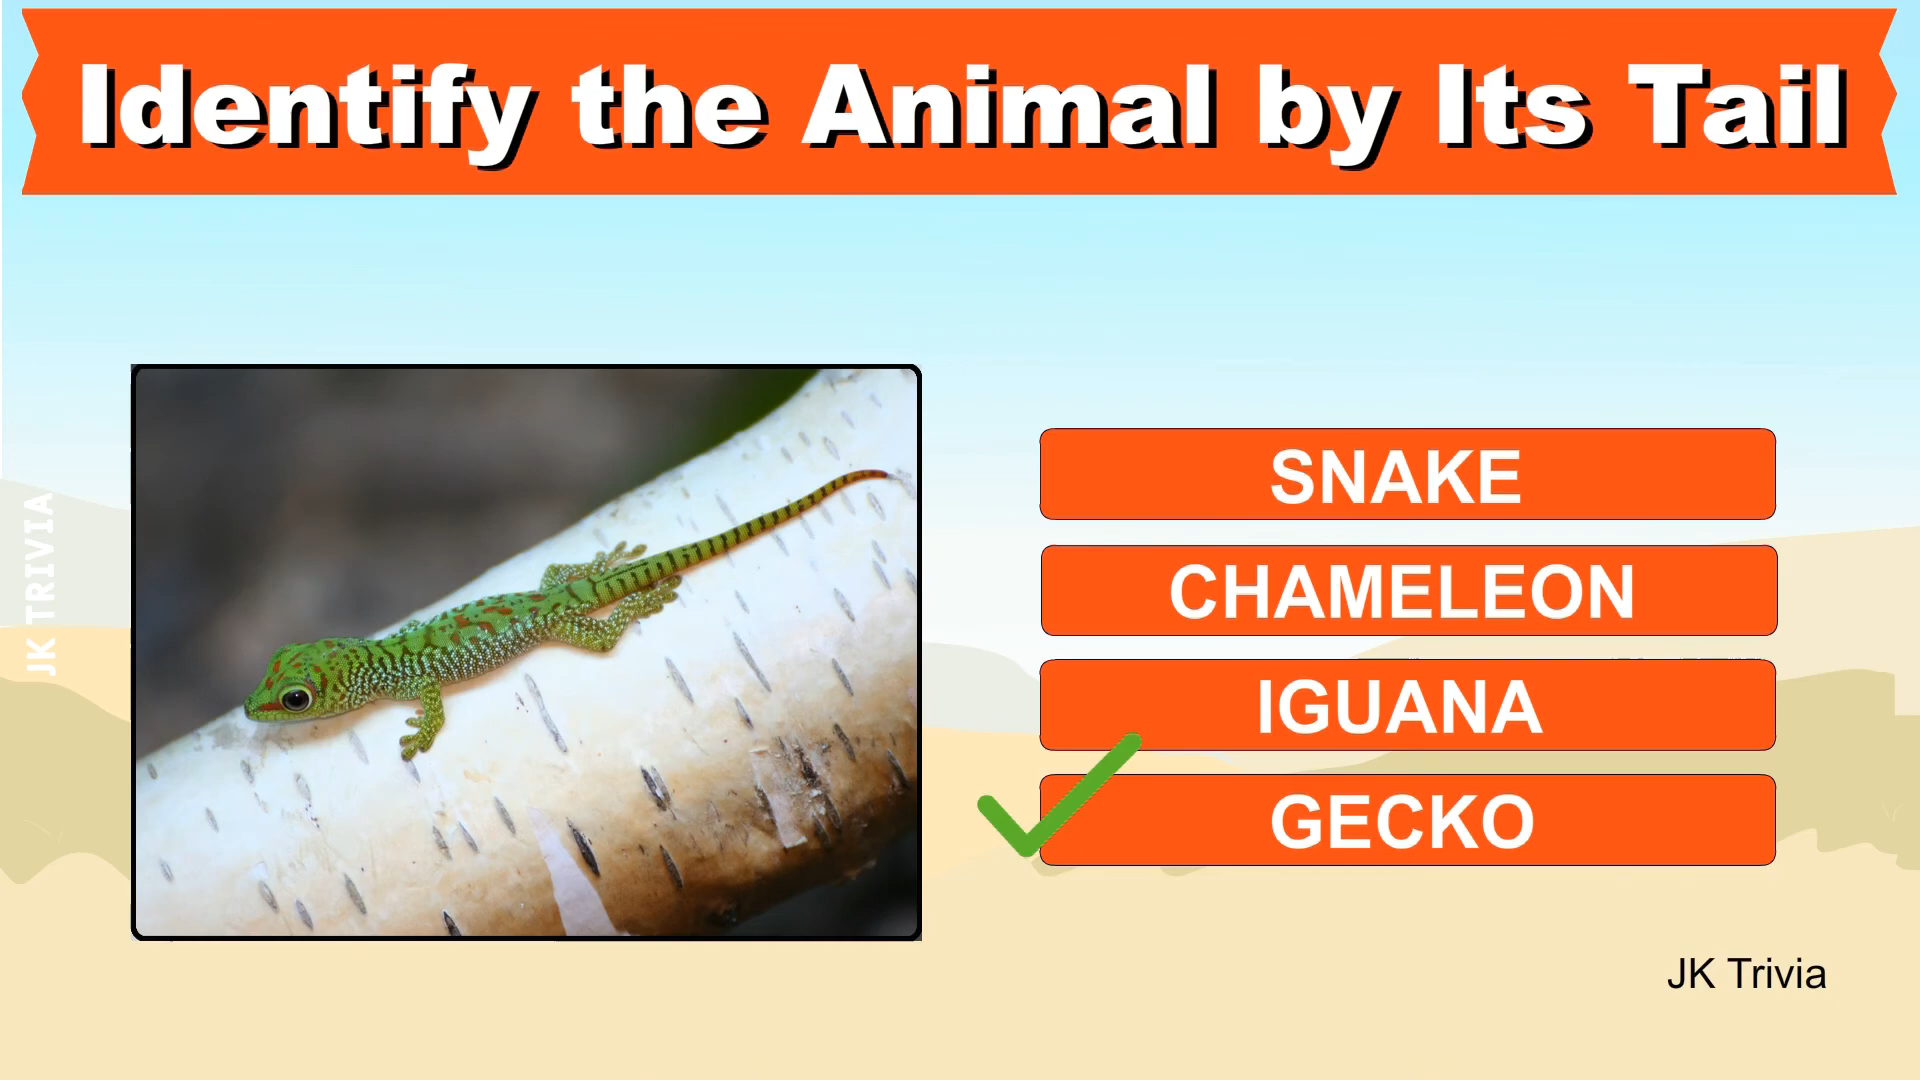 Identify the Animal by Its Tail
JK TRIVIA
SNAKE
CHAMELEON
IGUANA
GECKO
JK Trivia